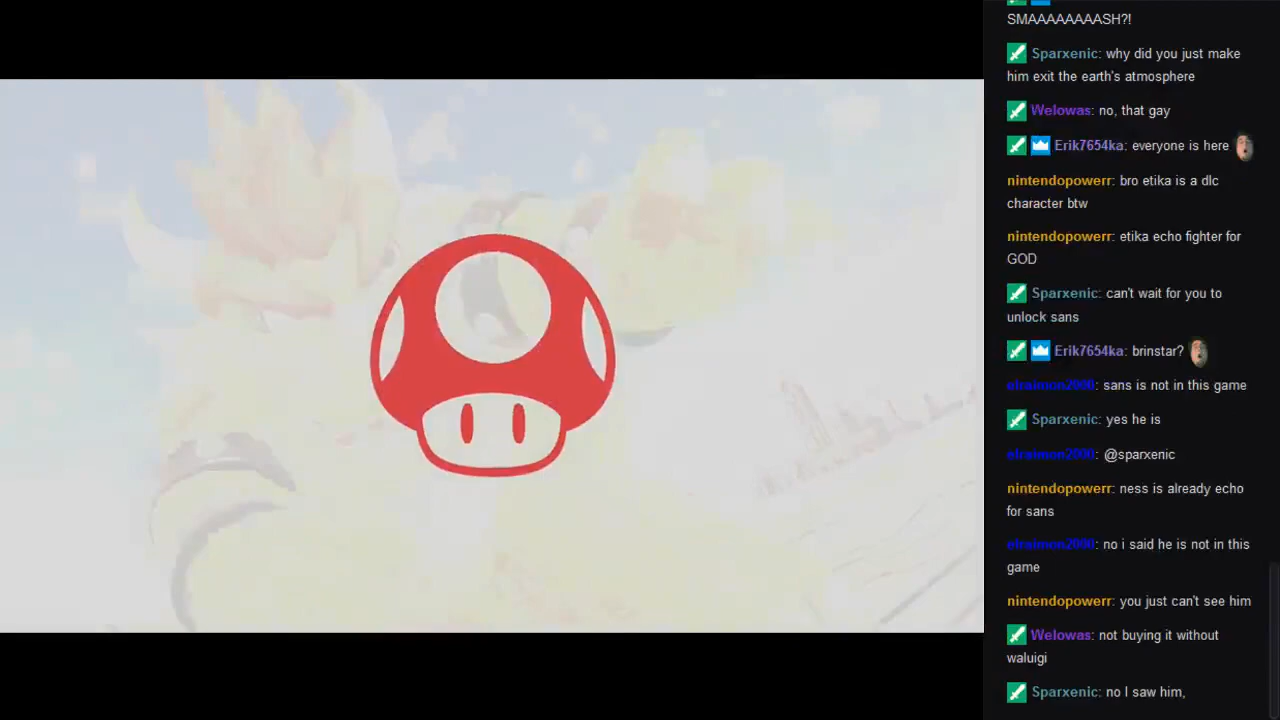 SMAAAAAAAASH?!
Sparxenic: why did you just make
him exit the earth's atmosphere
Welowas: no, that gay
Erik7654ka: everyone is here
nintendopowerr: bro etika is a dlc
character btw
nintendopowerr: etika echo fighter for
GOD
Sparxenic: can't wait for you to
unlock sans
Erik7654ka: brinstar?
elraimon2000: sans is not in this game
Sparxenic: yes he is
elraimon2000: @sparxenic
nintendopowerr: ness is already echo
for sans
elraimon2000: no i said he is not in this
game
nintendopowerr: you just can't see him
Welowas: not buying it without
waluigi
Sparxenic: no I saw him,